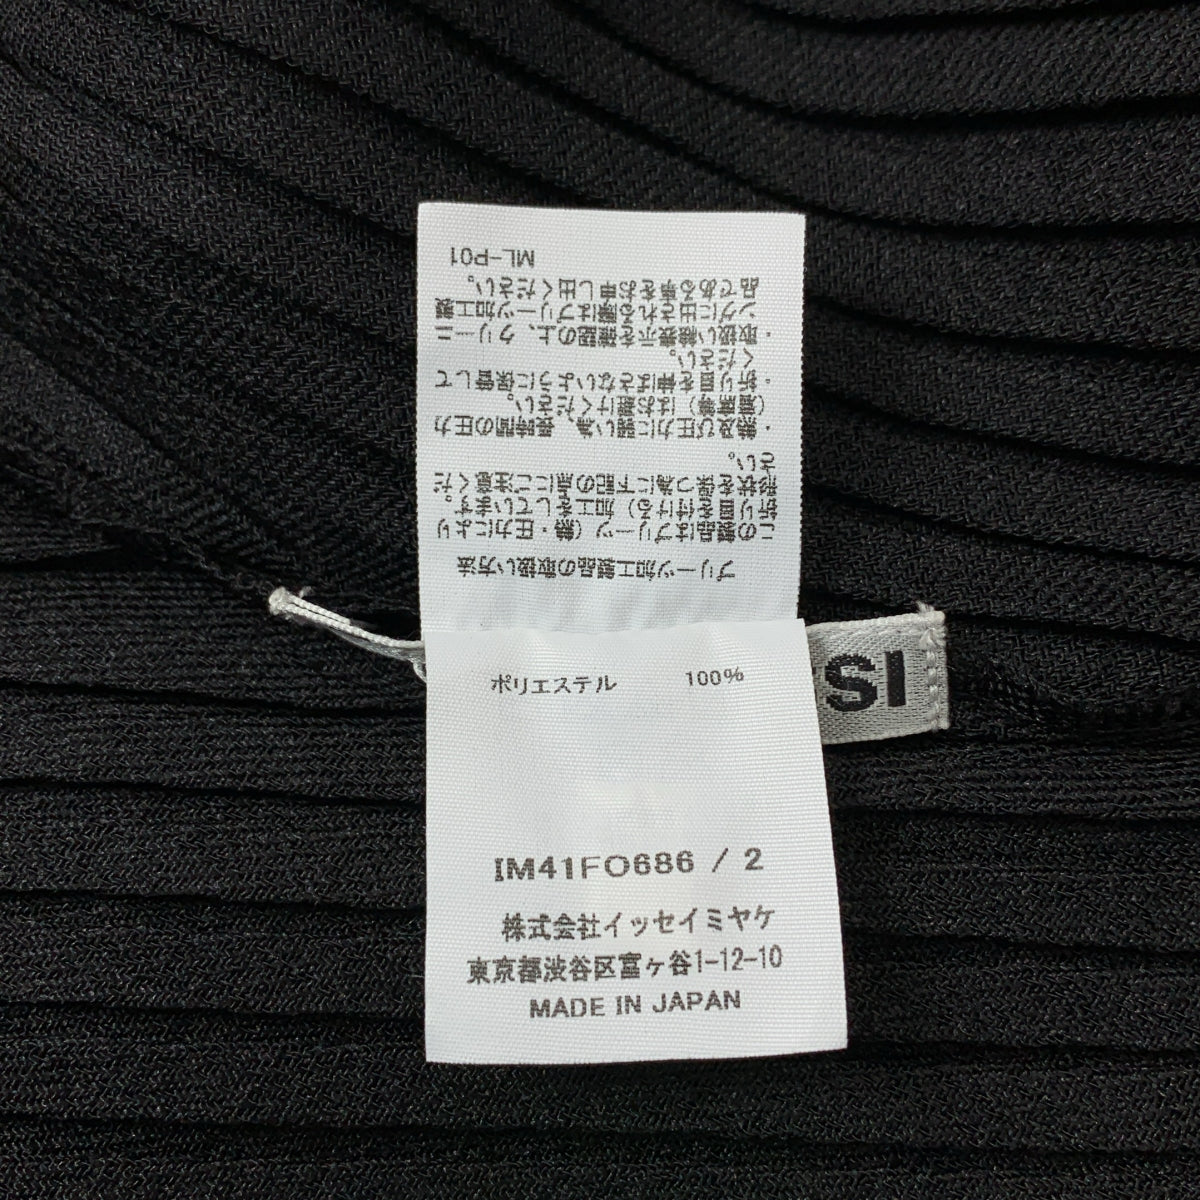 プリーツ加工製品の取扱い方法
この製品はプリーツ(熱・圧力により
折り目を付ける)加工をしています。
形状を保つ為に下記の点にご注意くだ
さい。
・熱及び圧力に弱い為、長時間の圧力
(着席等)はお避けください。
・折り目を伸ばさないように保管して
ください。
・取扱い絵表示を確認の上、クリーニ
ングに出される際はプリーツ加工製
品である事をお申し出ください。
ML-P01
ポリエステル 100%
IM41FO686 / 2
株式会社イッセイミヤケ
東京都渋谷区富ヶ谷1-12-10
MADE IN JAPAN